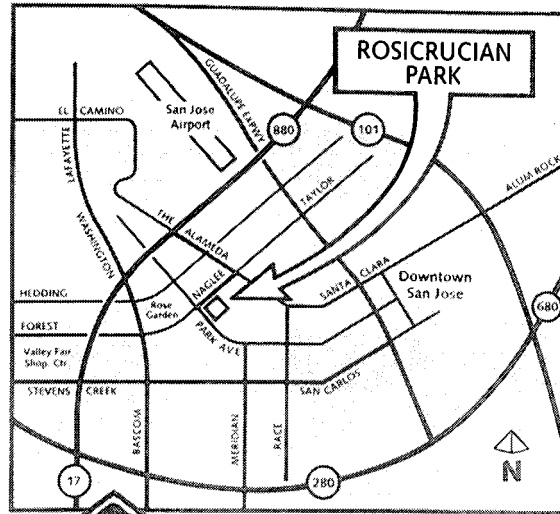 ROSICRUCIAN
PARK
GUADALUPE EXPWY
EL CAMINO
San Jose
Airport
880
101
LAFAYETTE
ALUM ROCK
TAYLOR
THE ALAMEDA
WASHINGTON
NAGLEE
SANTA CLARA
Downtown
San Jose
HEDDING
Rose
Garden
680
FOREST
PARK AVE
Valley Fair
Shop. Ctr.
STEVENS CREEK
SAN CARLOS
BASCOM
MERIDIAN
RACE
N
17
280